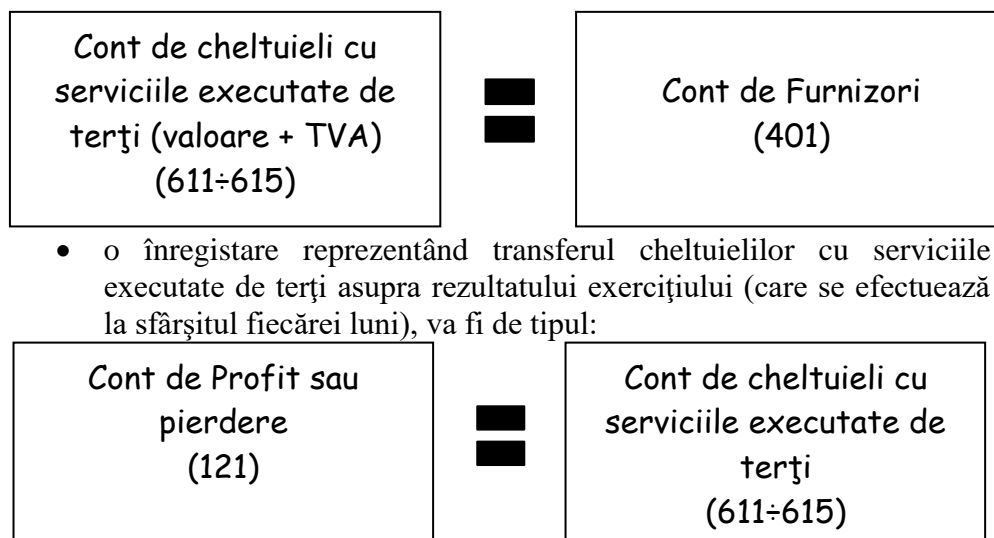 Cont de cheltuieli cu
serviciile executate de
terţi (valoare + TVA)
(611÷615)
=
Cont de Furnizori
(401)
• o înregistare reprezentând transferul cheltuielilor cu serviciile
executate de terţi asupra rezultatului exerciţiului (care se efectuează
la sfârşitul fiecărei luni), va fi de tipul:
Cont de Profit sau
pierdere
(121)
=
Cont de cheltuieli cu
serviciile executate de
terţi
(611÷615)